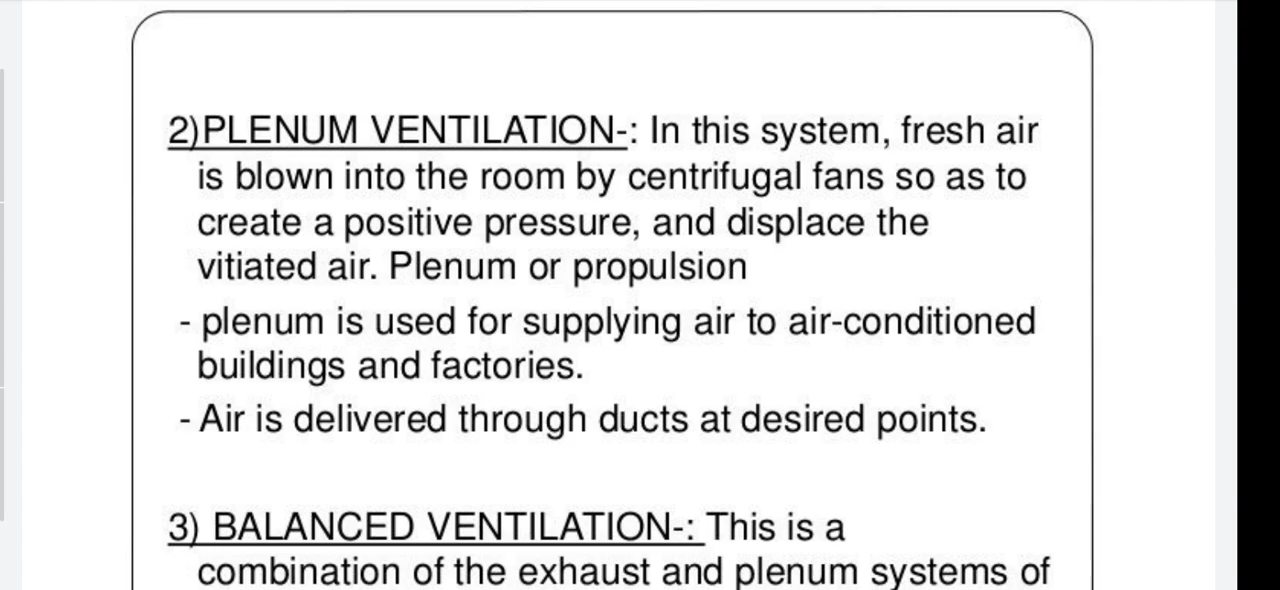 2)PLENUM VENTILATION-: In this system, fresh air
is blown into the room by centrifugal fans so as to
create a positive pressure, and displace the
vitiated air. Plenum or propulsion
- plenum is used for supplying air to air-conditioned
buildings and factories.
- Air is delivered through ducts at desired points.
3) BALANCED VENTILATION-: This is a
combination of the exhaust and plenum systems of